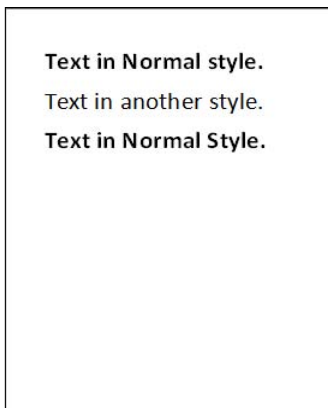 Text in Normal style.
Text in another style.
Text in Normal Style.